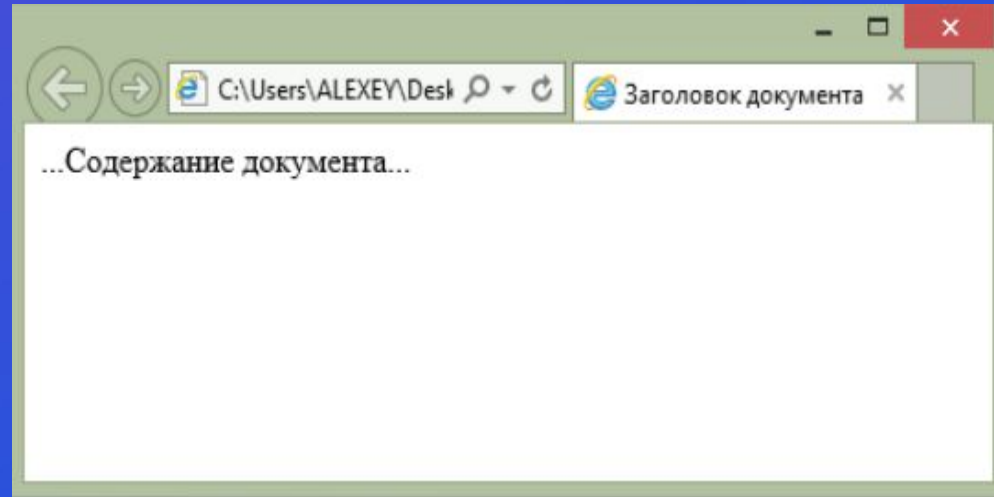 C:\Users\ALEXEY\Desk
Заголовок документа
...Содержание документа...